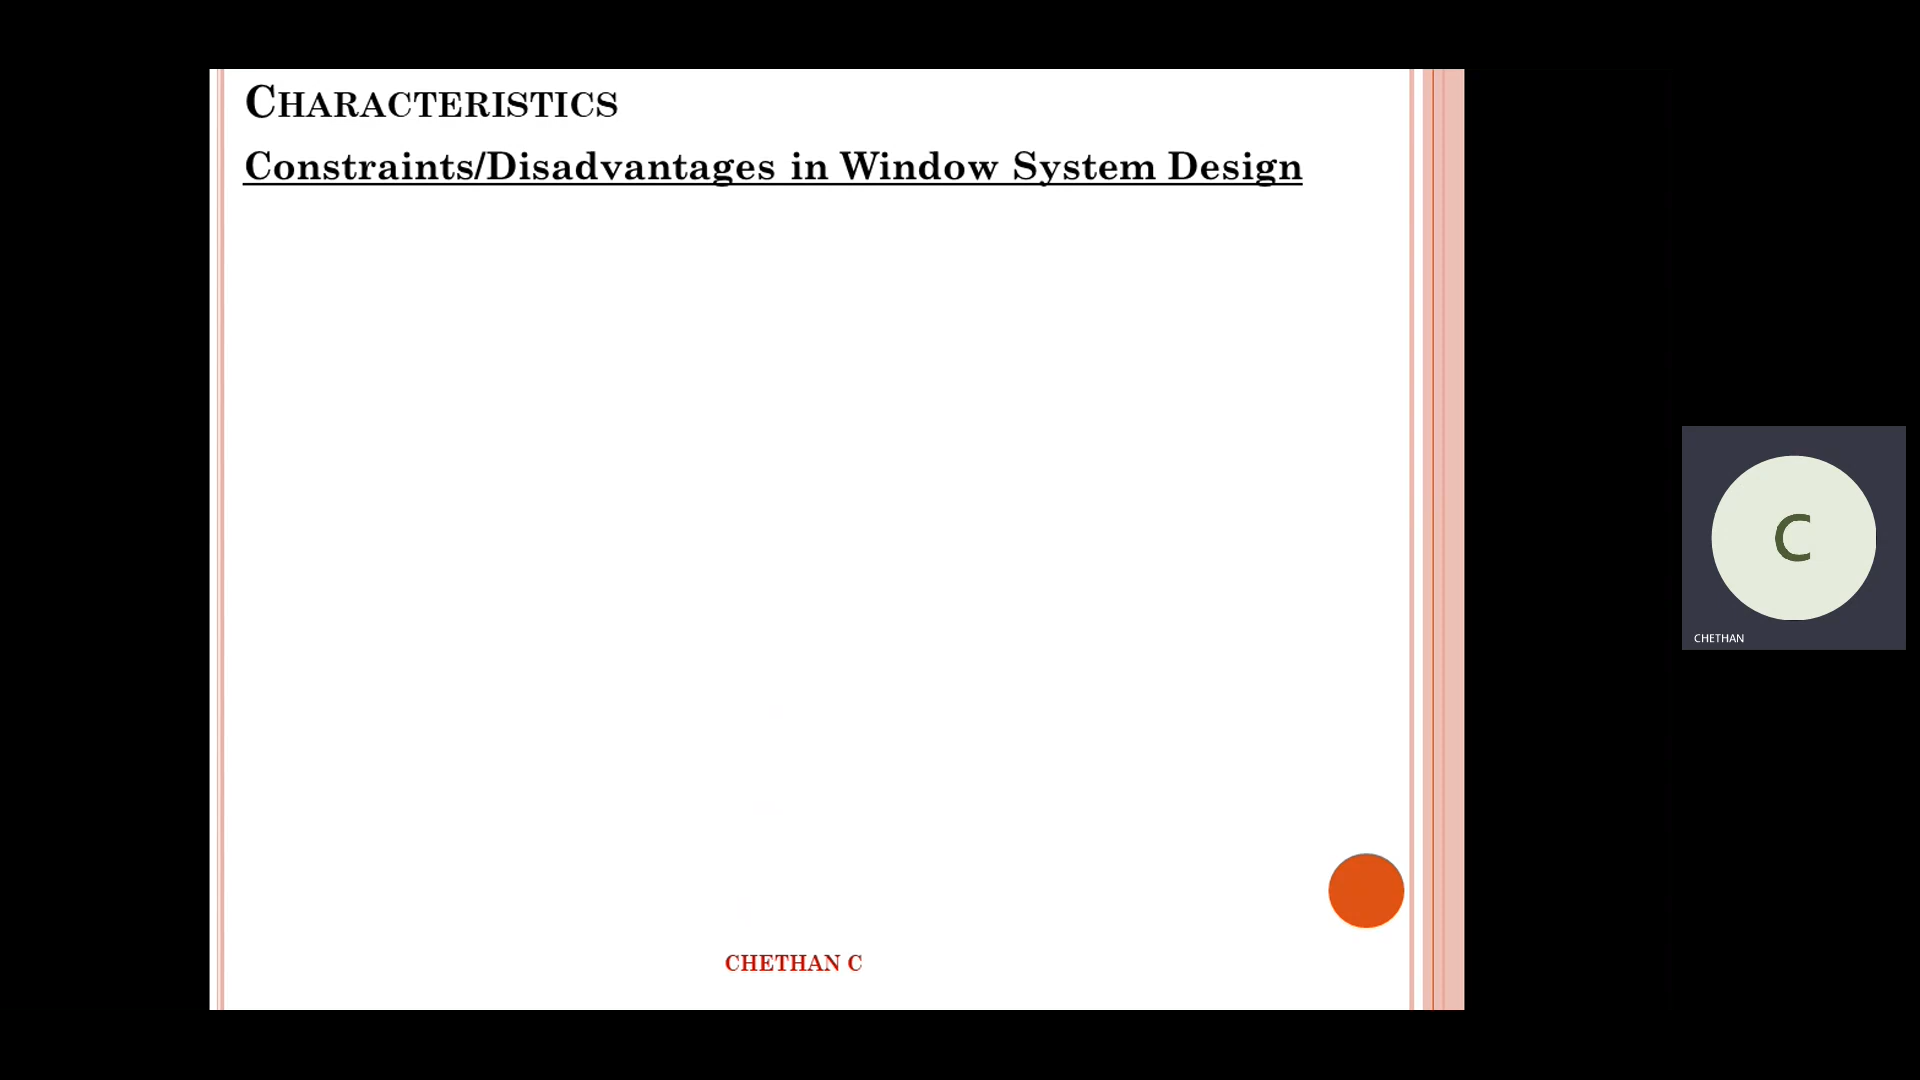 CHARACTERISTICS
Constraints/Disadvantages in Window System Design
C
CHETHAN
CHETHAN C